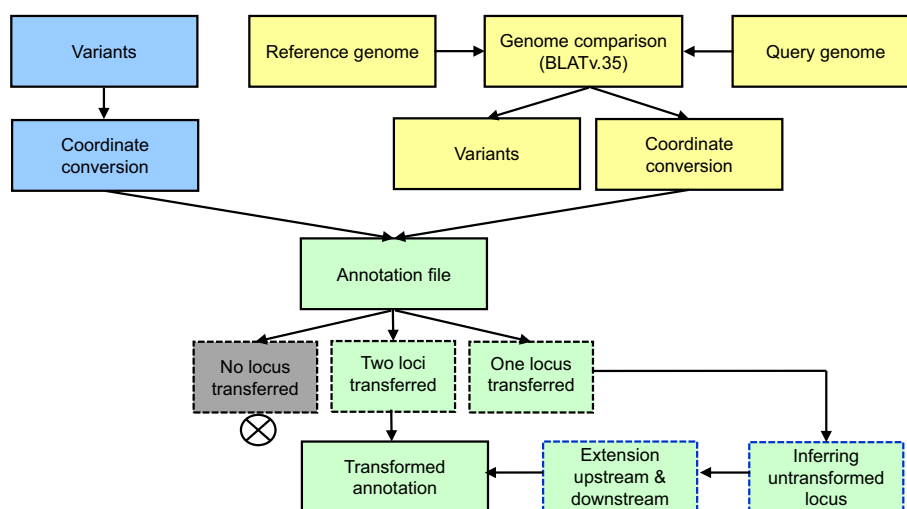 Variants
Reference genome
Genome comparison
(BLATv.35)
Query genome
Coordinate
conversion
Variants
Coordinate
conversion
Annotation file
No locus
transferred
Two loci
transferred
One locus
transferred
Transformed
annotation
Extension
upstream &
downstream
Inferring
untransformed
locus